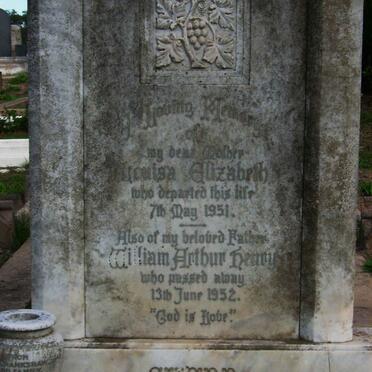 In Loving Memory
of
my dear Mother
Louisa Elizabeth
who departed this life
7th May 1951.
Also of my beloved Father
William Arthur Henry
who passed away
13th June 1952.
"God is Love."